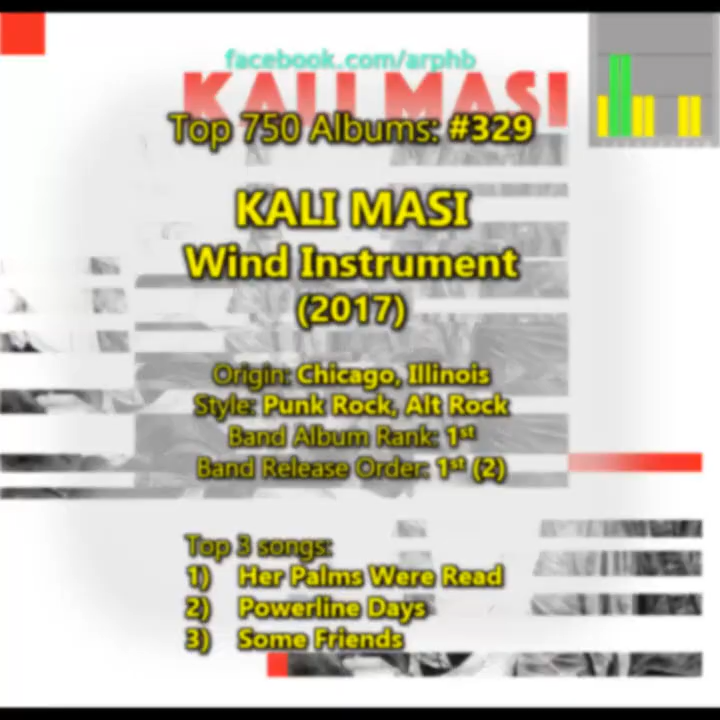 facebook.com/arphb
KALI MASI
Top 750 Albums: #329
KALI MASI
Wind Instrument
(2017)
Origin: Chicago, Illinois
Style: Punk Rock, Alt Rock
Band Album Rank: 1st
Band Release Order: 1st (2)
Top 3 songs:
1) Her Palms Were Read
2) Powerline Days
3) Some Friends